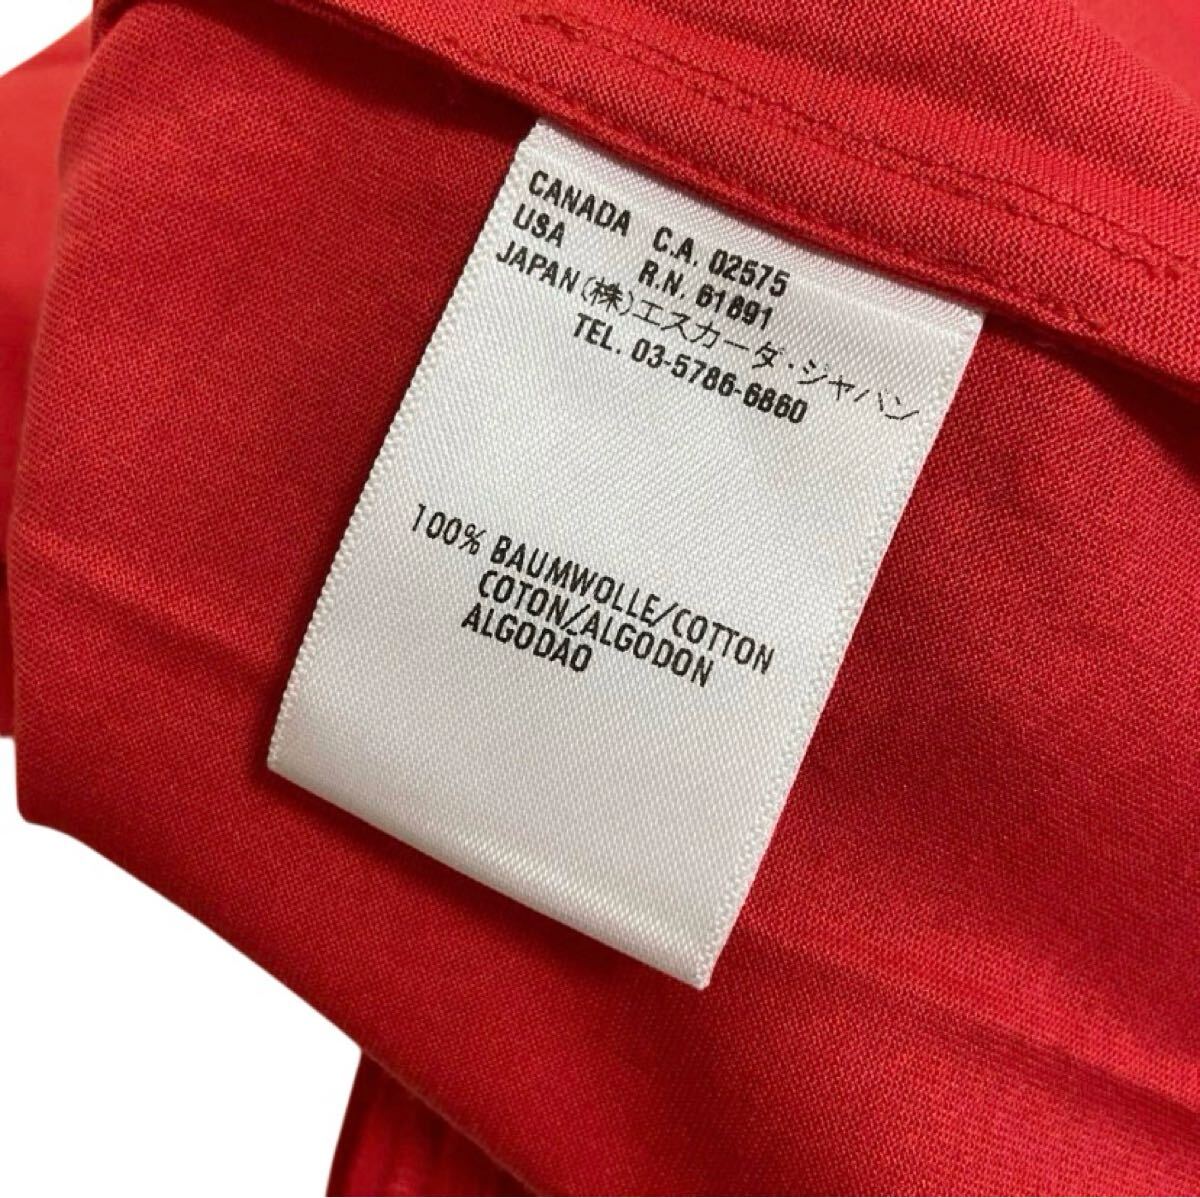 CANADA C.A. 02575
USA R.N. 61891
JAPAN (株)エスカーダ・ジャパン
TEL. 03-5786-6860
100% BAUMWOLLE/COTTON
COTON/ALGODON
ALGODÃO